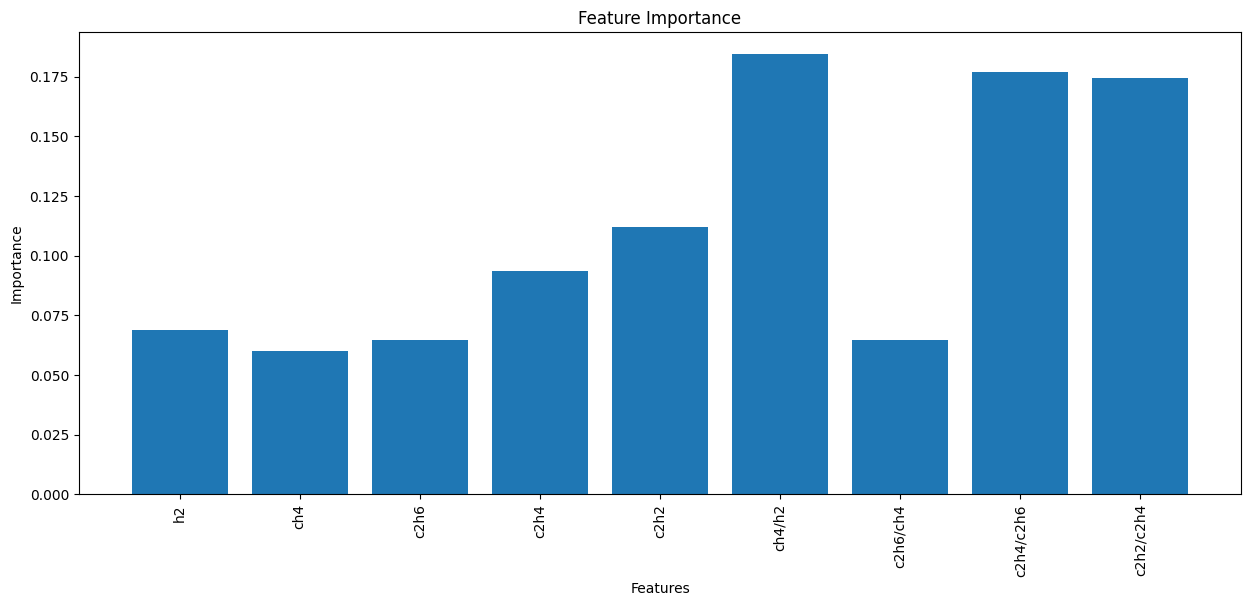 Feature Importance
Importance
0.175
0.150
0.125
0.100
0.075
0.050
0.025
0.000
h2
ch4
c2h6
c2h4
c2h2
ch4/h2
c2h6/ch4
c2h4/c2h6
c2h2/c2h4
Features